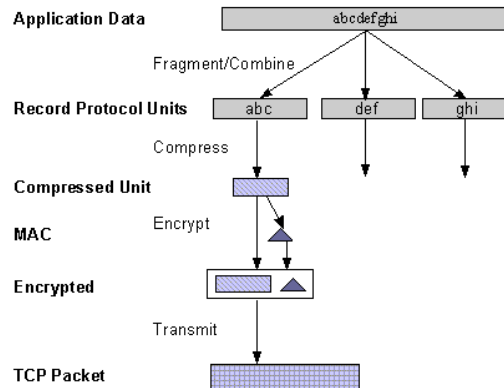 Application Data
abcdefghi
Fragment/Combine
Record Protocol Units
abc
def
ghi
Compress
Compressed Unit
Encrypt
MAC
Encrypted
Transmit
TCP Packet